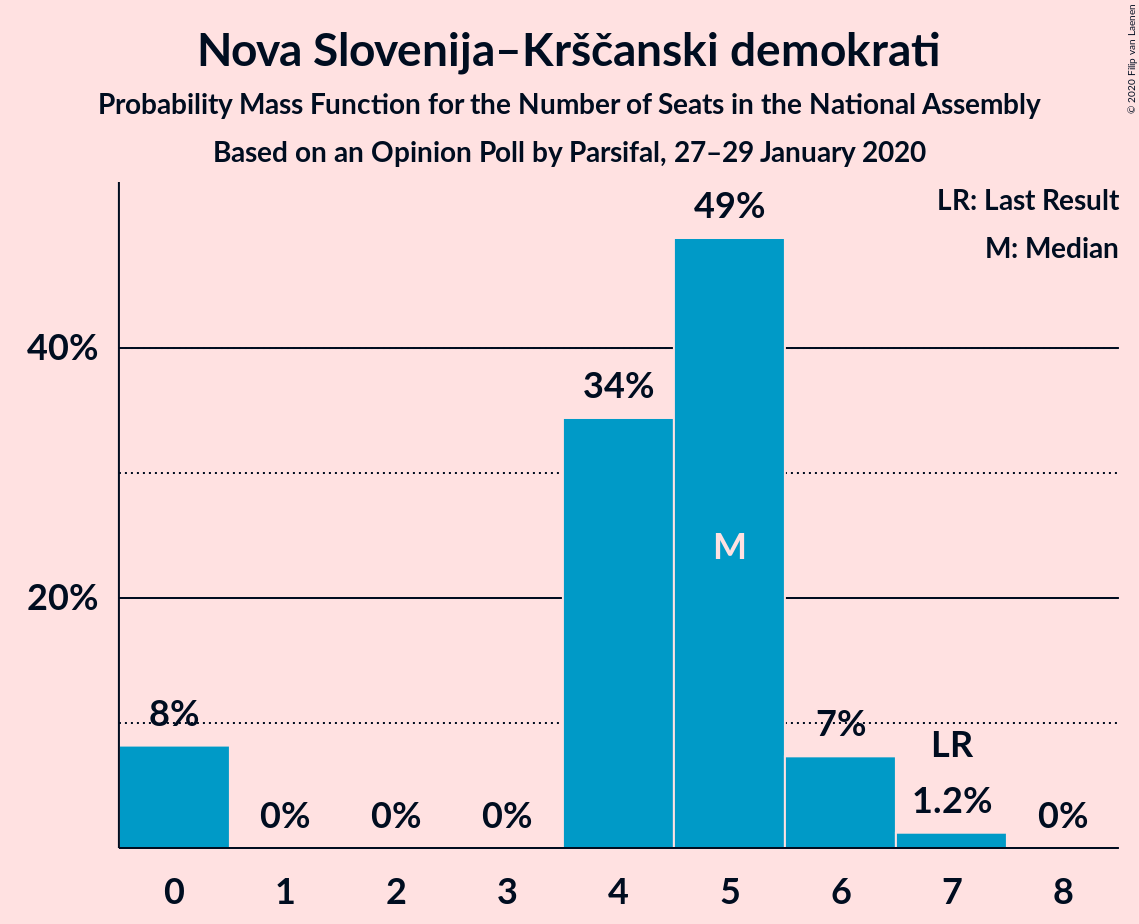 Nova Slovenija–Krščanski demokrati
Probability Mass Function for the Number of Seats in the National Assembly
Based on an Opinion Poll by Parsifal, 27–29 January 2020
© 2020 Filip van Laenen
LR: Last Result
M: Median
49%
40%
34%
M
20%
8%
7%
LR
0%
0%
0%
1.2%
0%
0 1 2 3 4 5 6 7 8